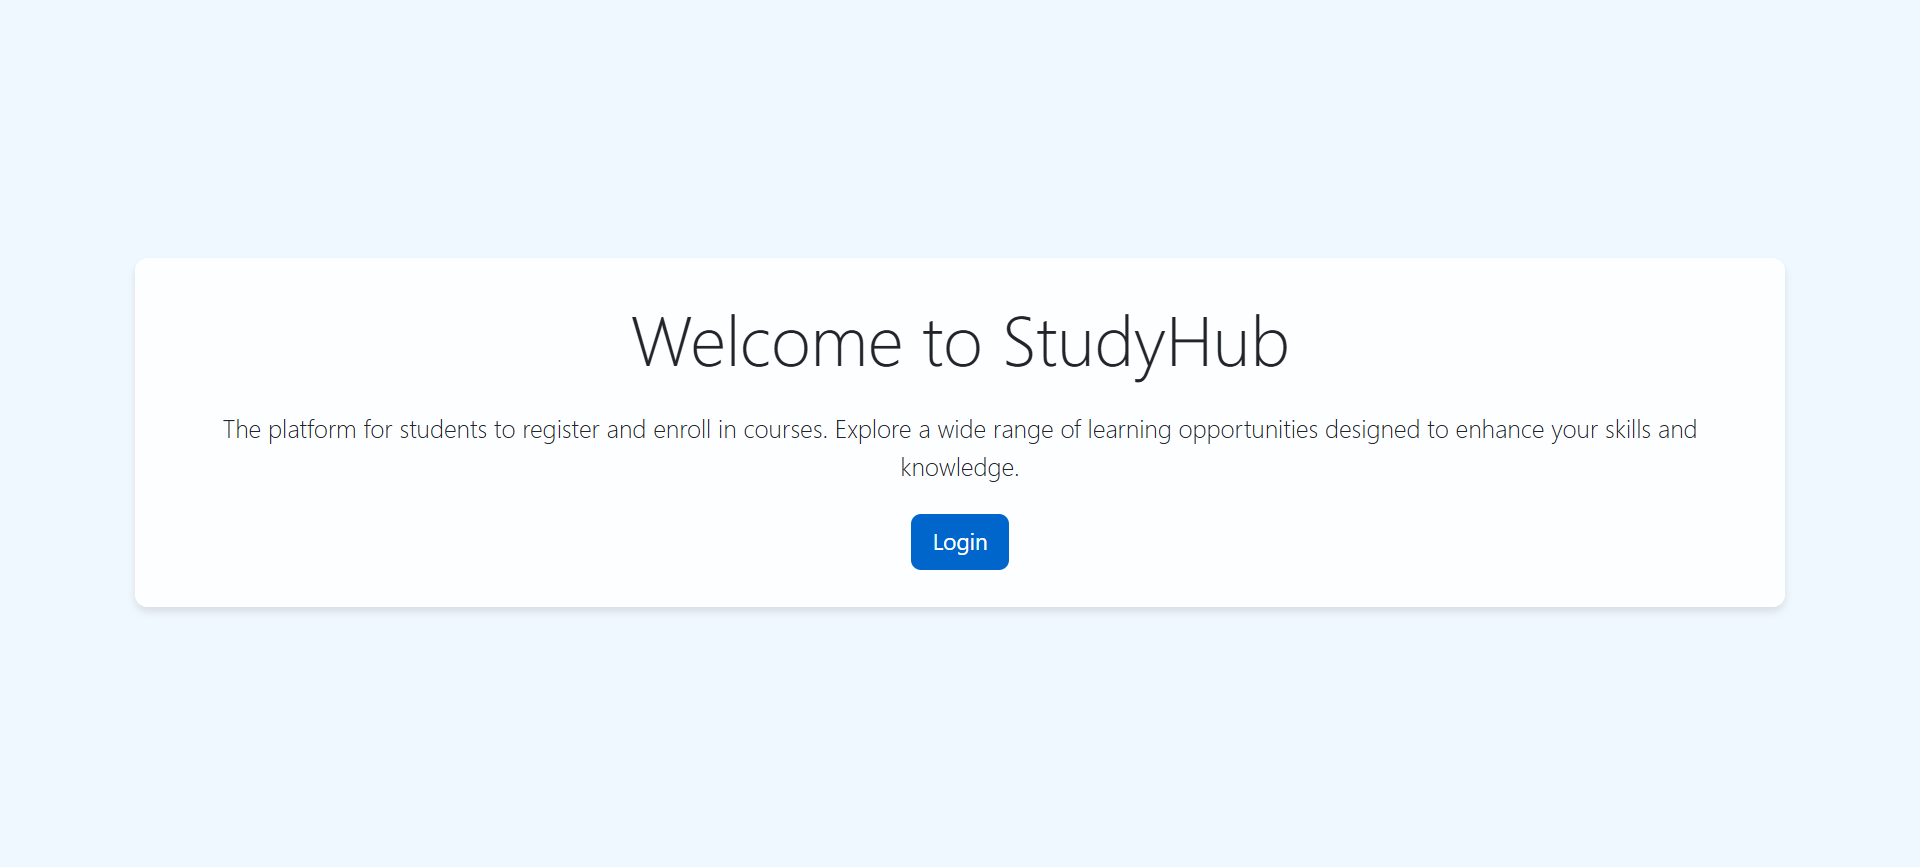 Welcome to StudyHub
The platform for students to register and enroll in courses. Explore a wide range of learning opportunities designed to enhance your skills and
knowledge.
Login